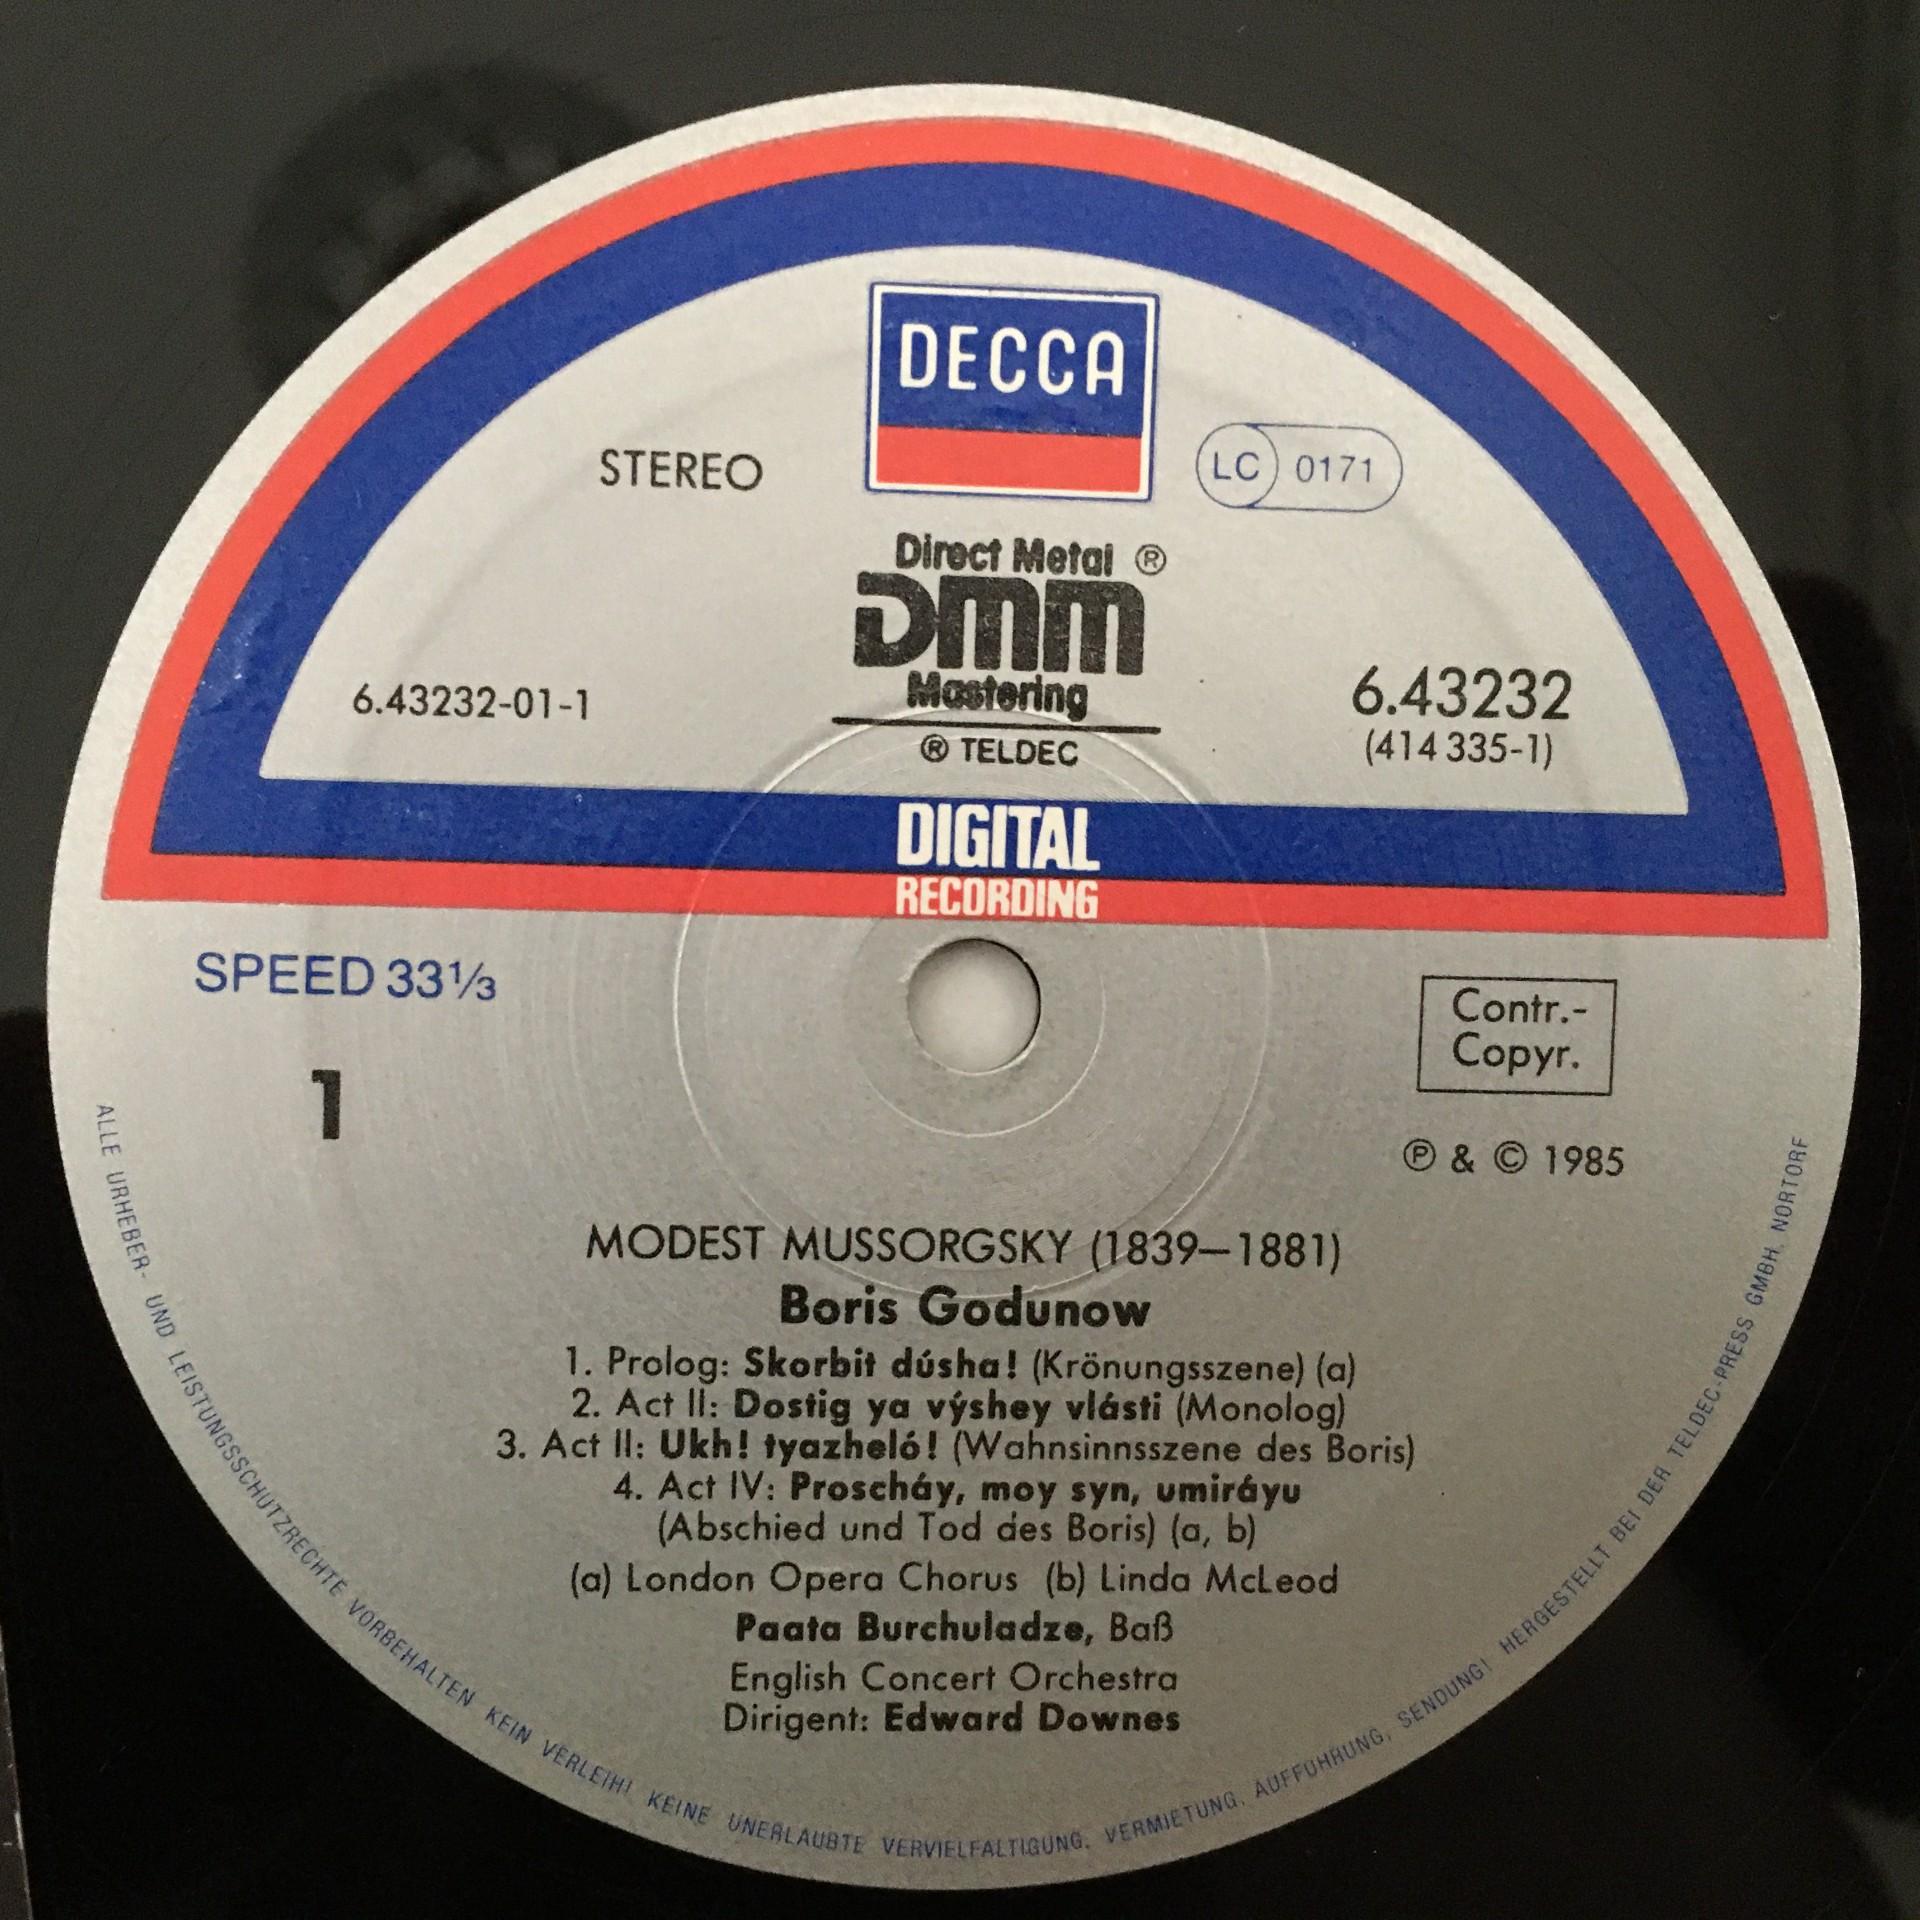 DECCA
STEREO
LC 0171
Direct Metal ®
DMM
Mastering
® TELDEC
6.43232-01-1
6.43232
(414 335-1)
DIGITAL
RECORDING
SPEED 33⅓
1
Contr.-
Copyr.
℗ & © 1985
MODEST MUSSORGSKY (1839–1881)
Boris Godunow
1. Prolog: Skorbit dúsha! (Krönungsszene) (a)
2. Act II: Dostig ya výshey vlásti (Monolog)
3. Act II: Ukh! tyazheló! (Wahnsinnsszene des Boris)
4. Act IV: Proscháy, moy syn, umiráyu
(Abschied und Tod des Boris) (a, b)
(a) London Opera Chorus (b) Linda McLeod
Paata Burchuladze, Baß
English Concert Orchestra
Dirigent: Edward Downes
ALLE URHEBER- UND LEISTUNGSSCHUTZRECHTE VORBEHALTEN KEIN VERLEIH! KEINE UNERLAUBTE VERVIELFÄLTIGUNG, VERMIETUNG, AUFFÜHRUNG, SENDUNG! HERGESTELLT BEI DER TELDEC-PRESS GMBH, NORTORF